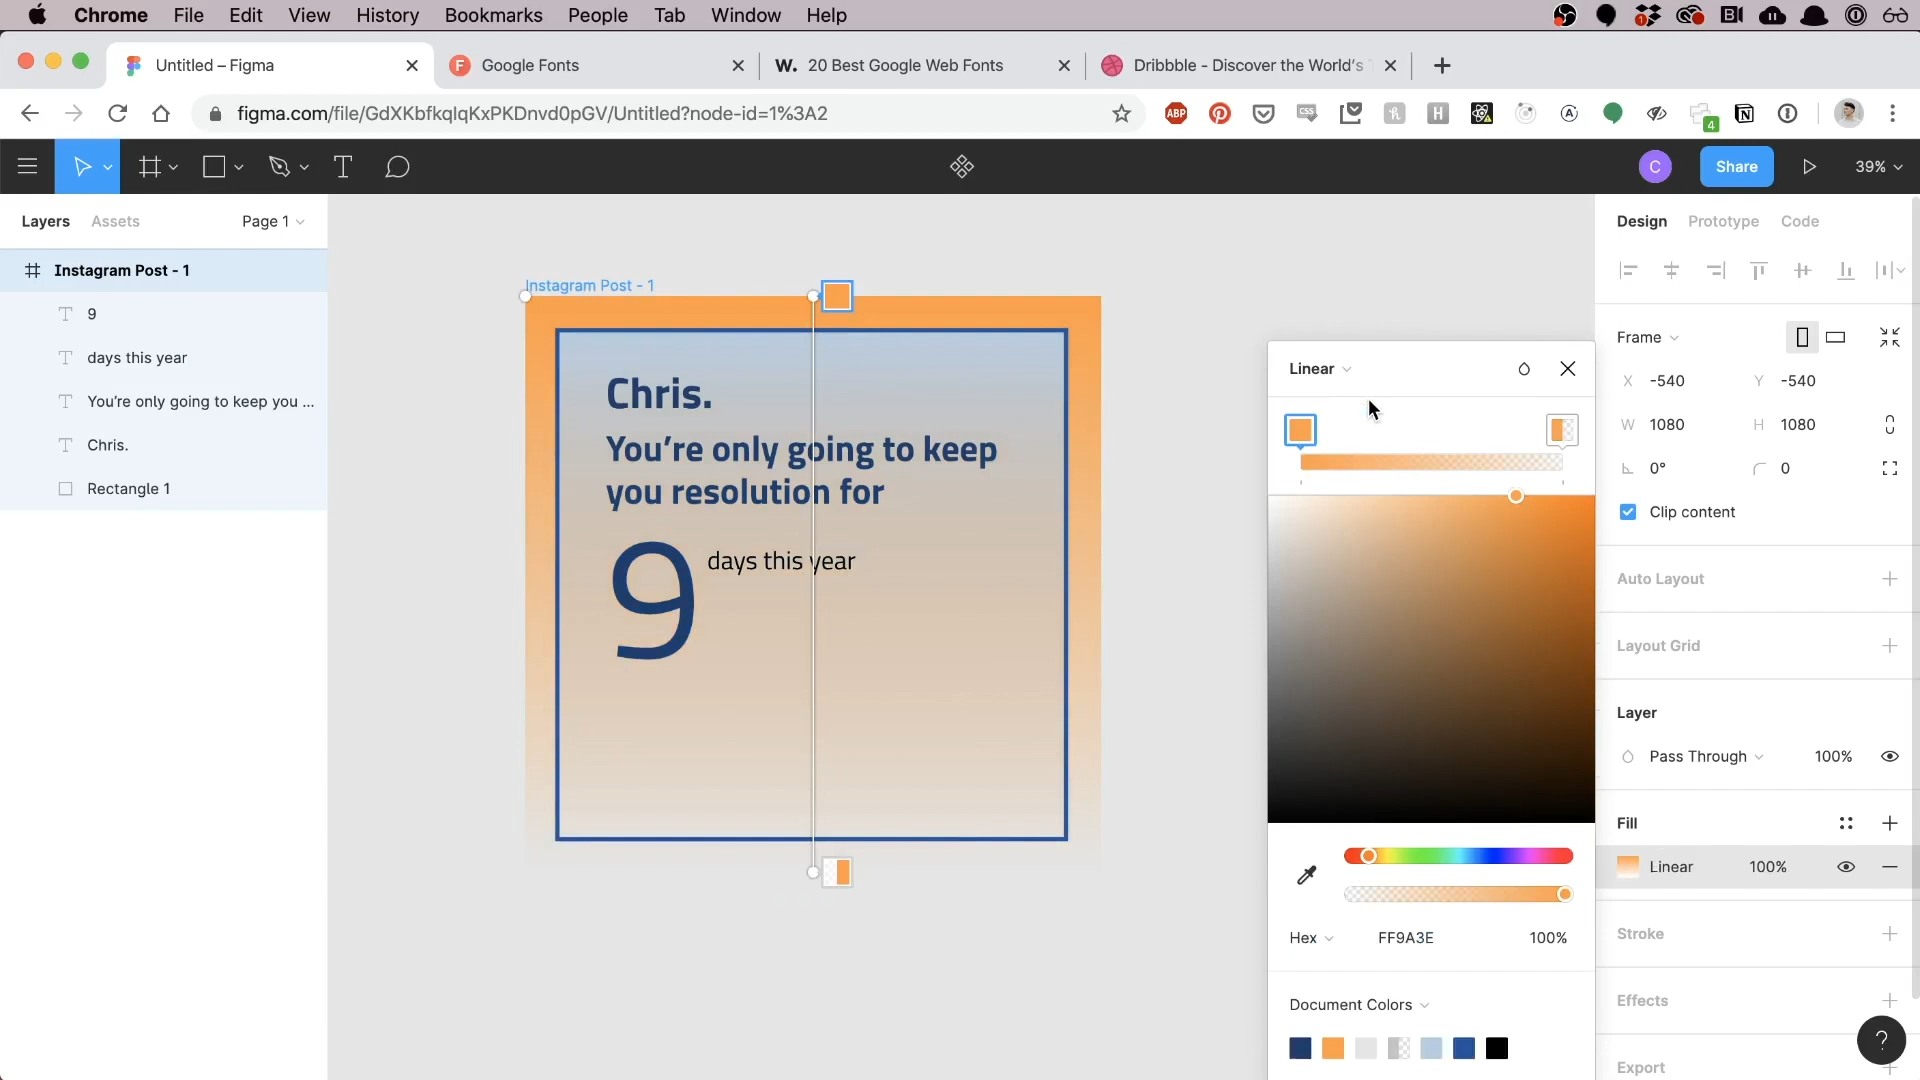 Chrome File Edit View History Bookmarks People Tab Window Help
Untitled – Figma
Google Fonts
W. 20 Best Google Web Fonts
Dribbble - Discover the World's
figma.com/file/GdXKbfkqlqKxPKDnvd0pGV/Untitled?node-id=1%3A2
C
Share
39%
Layers Assets Page 1
Instagram Post - 1
9
days this year
You're only going to keep you ...
Chris.
Rectangle 1
Instagram Post - 1
Chris.
You’re only going to keep
you resolution for
9 days this year
Linear
Hex FF9A3E 100%
Document Colors
Design Prototype Code
Frame
X -540 Y -540
W 1080 H 1080
0° 0
Clip content
Auto Layout
Layout Grid
Layer
Pass Through 100%
Fill
Linear 100%
Stroke
Effects
Export
?